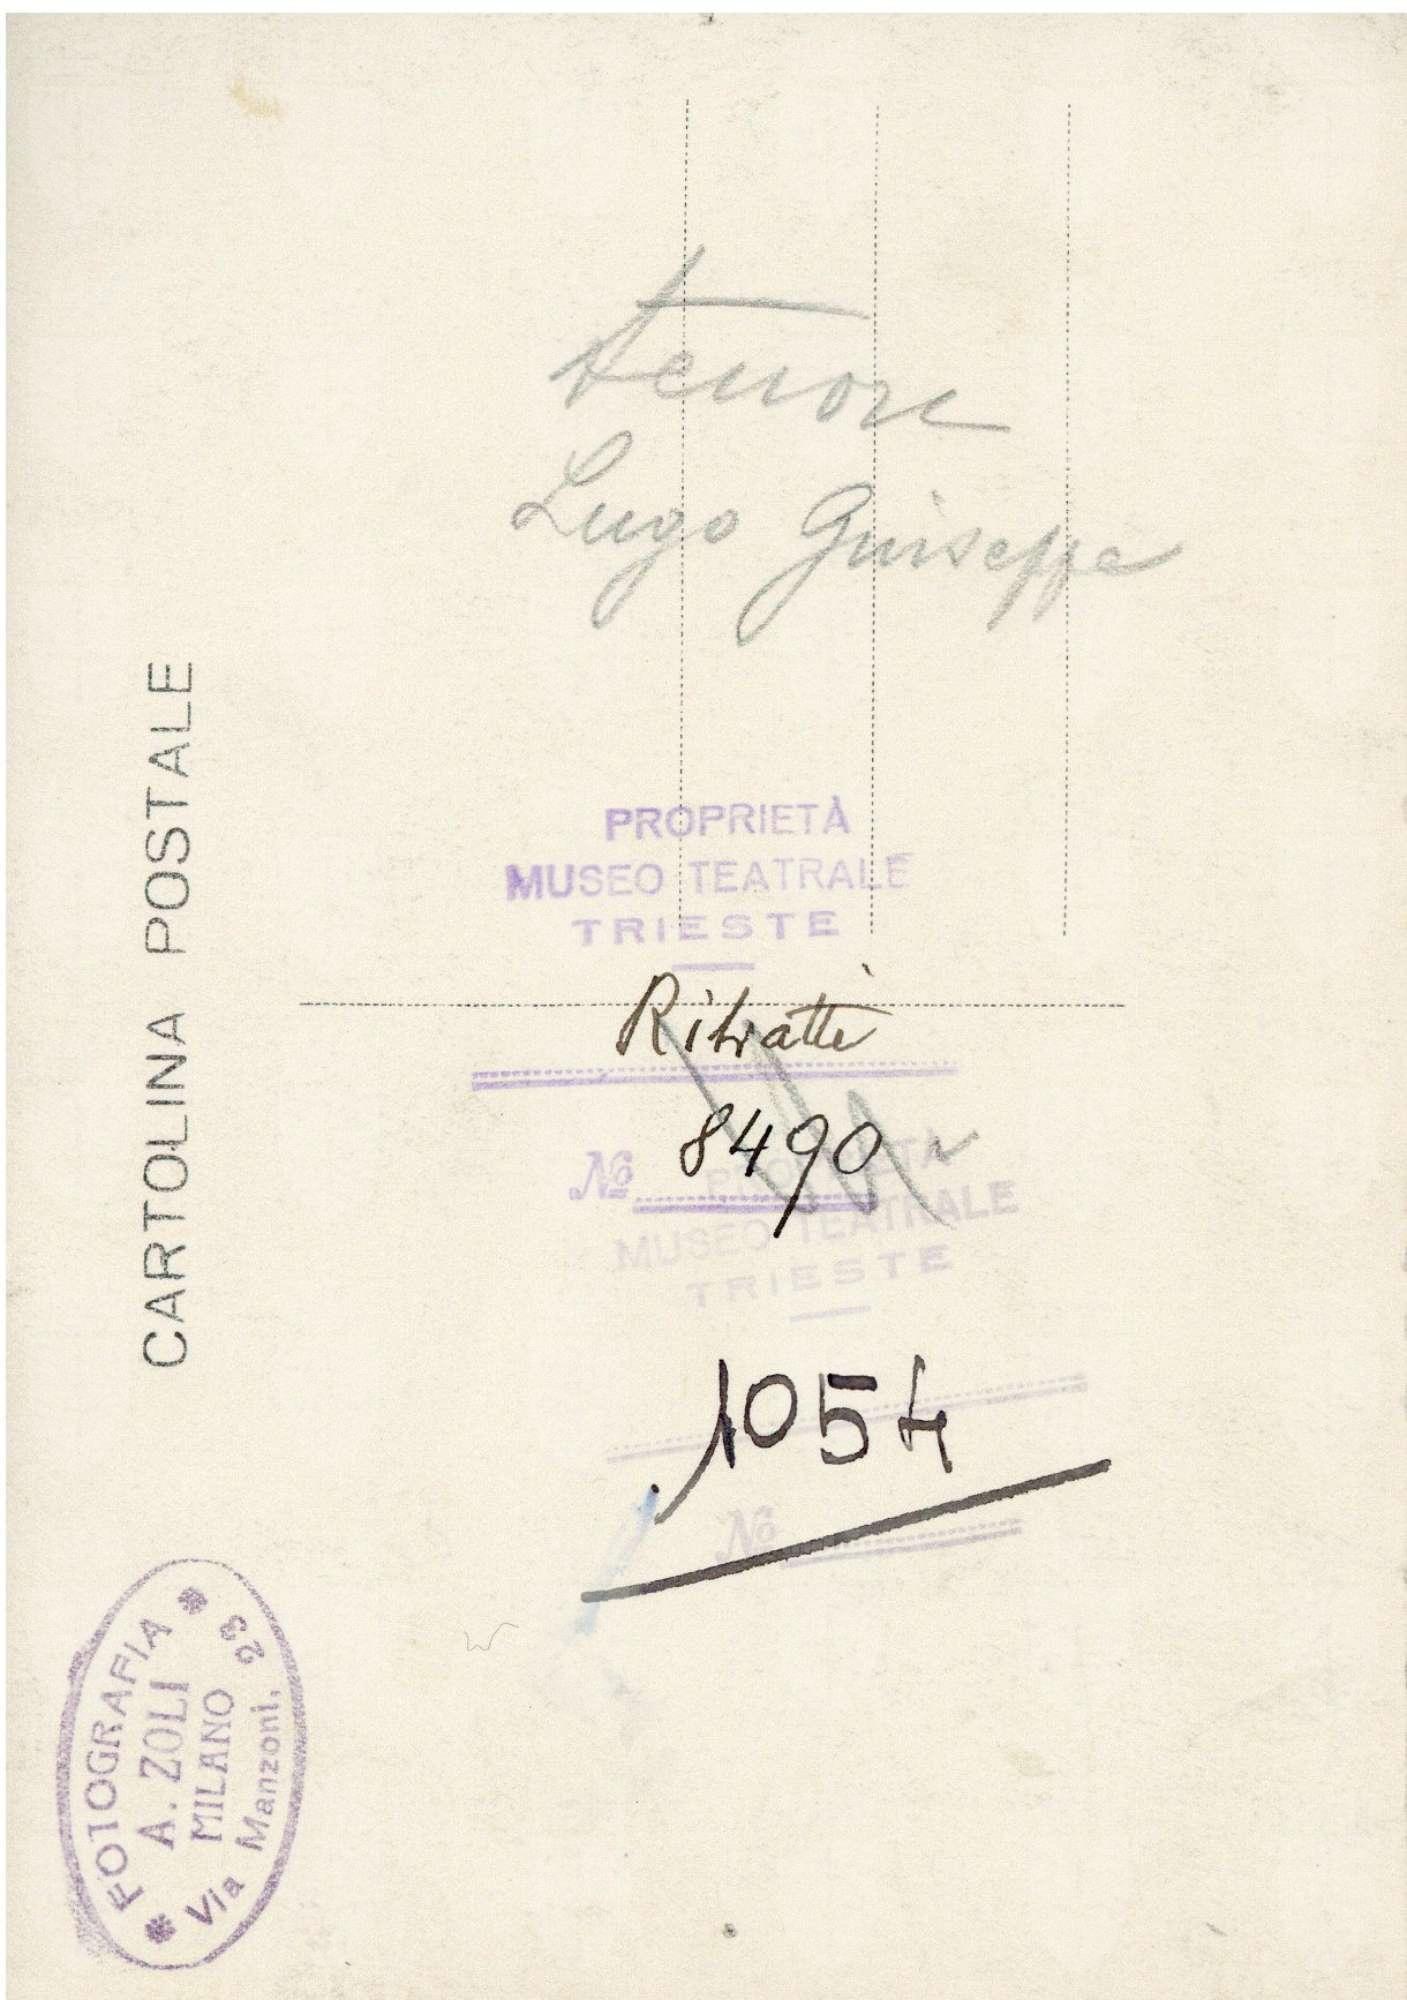 tenore
Lugo Guiseppe
CARTOLINA POSTALE
PROPRIETÀ
MUSEO TEATRALE
TRIESTE
Ritratti
Nº 8490
PROPRIETÀ
MUSEO TEATRALE
TRIESTE
1054
Nº
FOTOGRAFIA
A. ZOLI
MILANO
Via Manzoni, 23